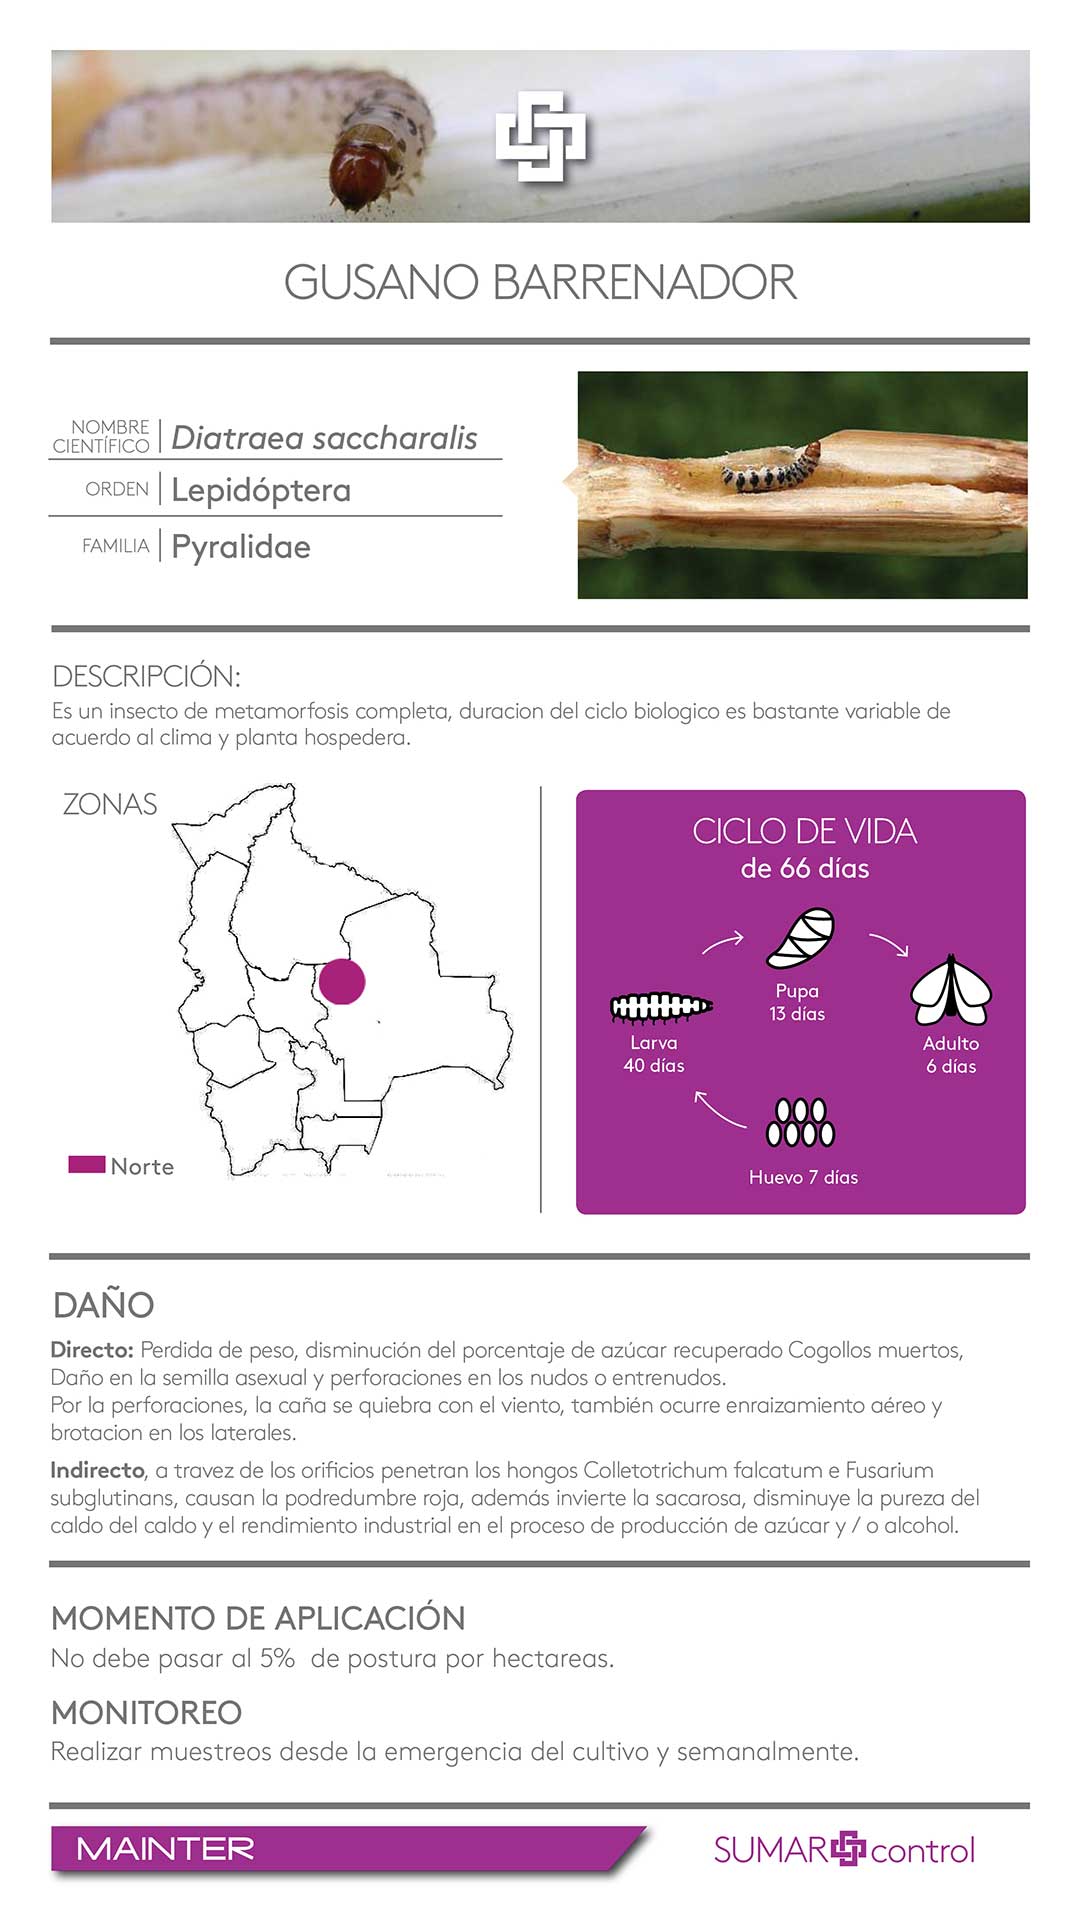 GUSANO BARRENADOR
NOMBRE
CIENTÍFICO
Diatraea saccharalis
ORDEN
Lepidóptera
FAMILIA
Pyralidae
DESCRIPCIÓN:
Es un insecto de metamorfosis completa, duracion del ciclo biologico es bastante variable de
acuerdo al clima y planta hospedera.
ZONAS
Norte
CICLO DE VIDA
de 66 días
Pupa
13 días
Larva
40 días
Adulto
6 días
Huevo 7 días
DAÑO
Directo: Perdida de peso, disminución del porcentaje de azúcar recuperado Cogollos muertos,
Daño en la semilla asexual y perforaciones en los nudos o entrenudos.
Por la perforaciones, la caña se quiebra con el viento, también ocurre enraizamiento aéreo y
brotacion en los laterales.
Indirecto, a travez de los orificios penetran los hongos Colletotrichum falcatum e Fusarium
subglutinans, causan la podredumbre roja, además invierte la sacarosa, disminuye la pureza del
caldo del caldo y el rendimiento industrial en el proceso de producción de azúcar y / o alcohol.
MOMENTO DE APLICACIÓN
No debe pasar al 5% de postura por hectareas.
MONITOREO
Realizar muestreos desde la emergencia del cultivo y semanalmente.
MAINTER
SUMAR control